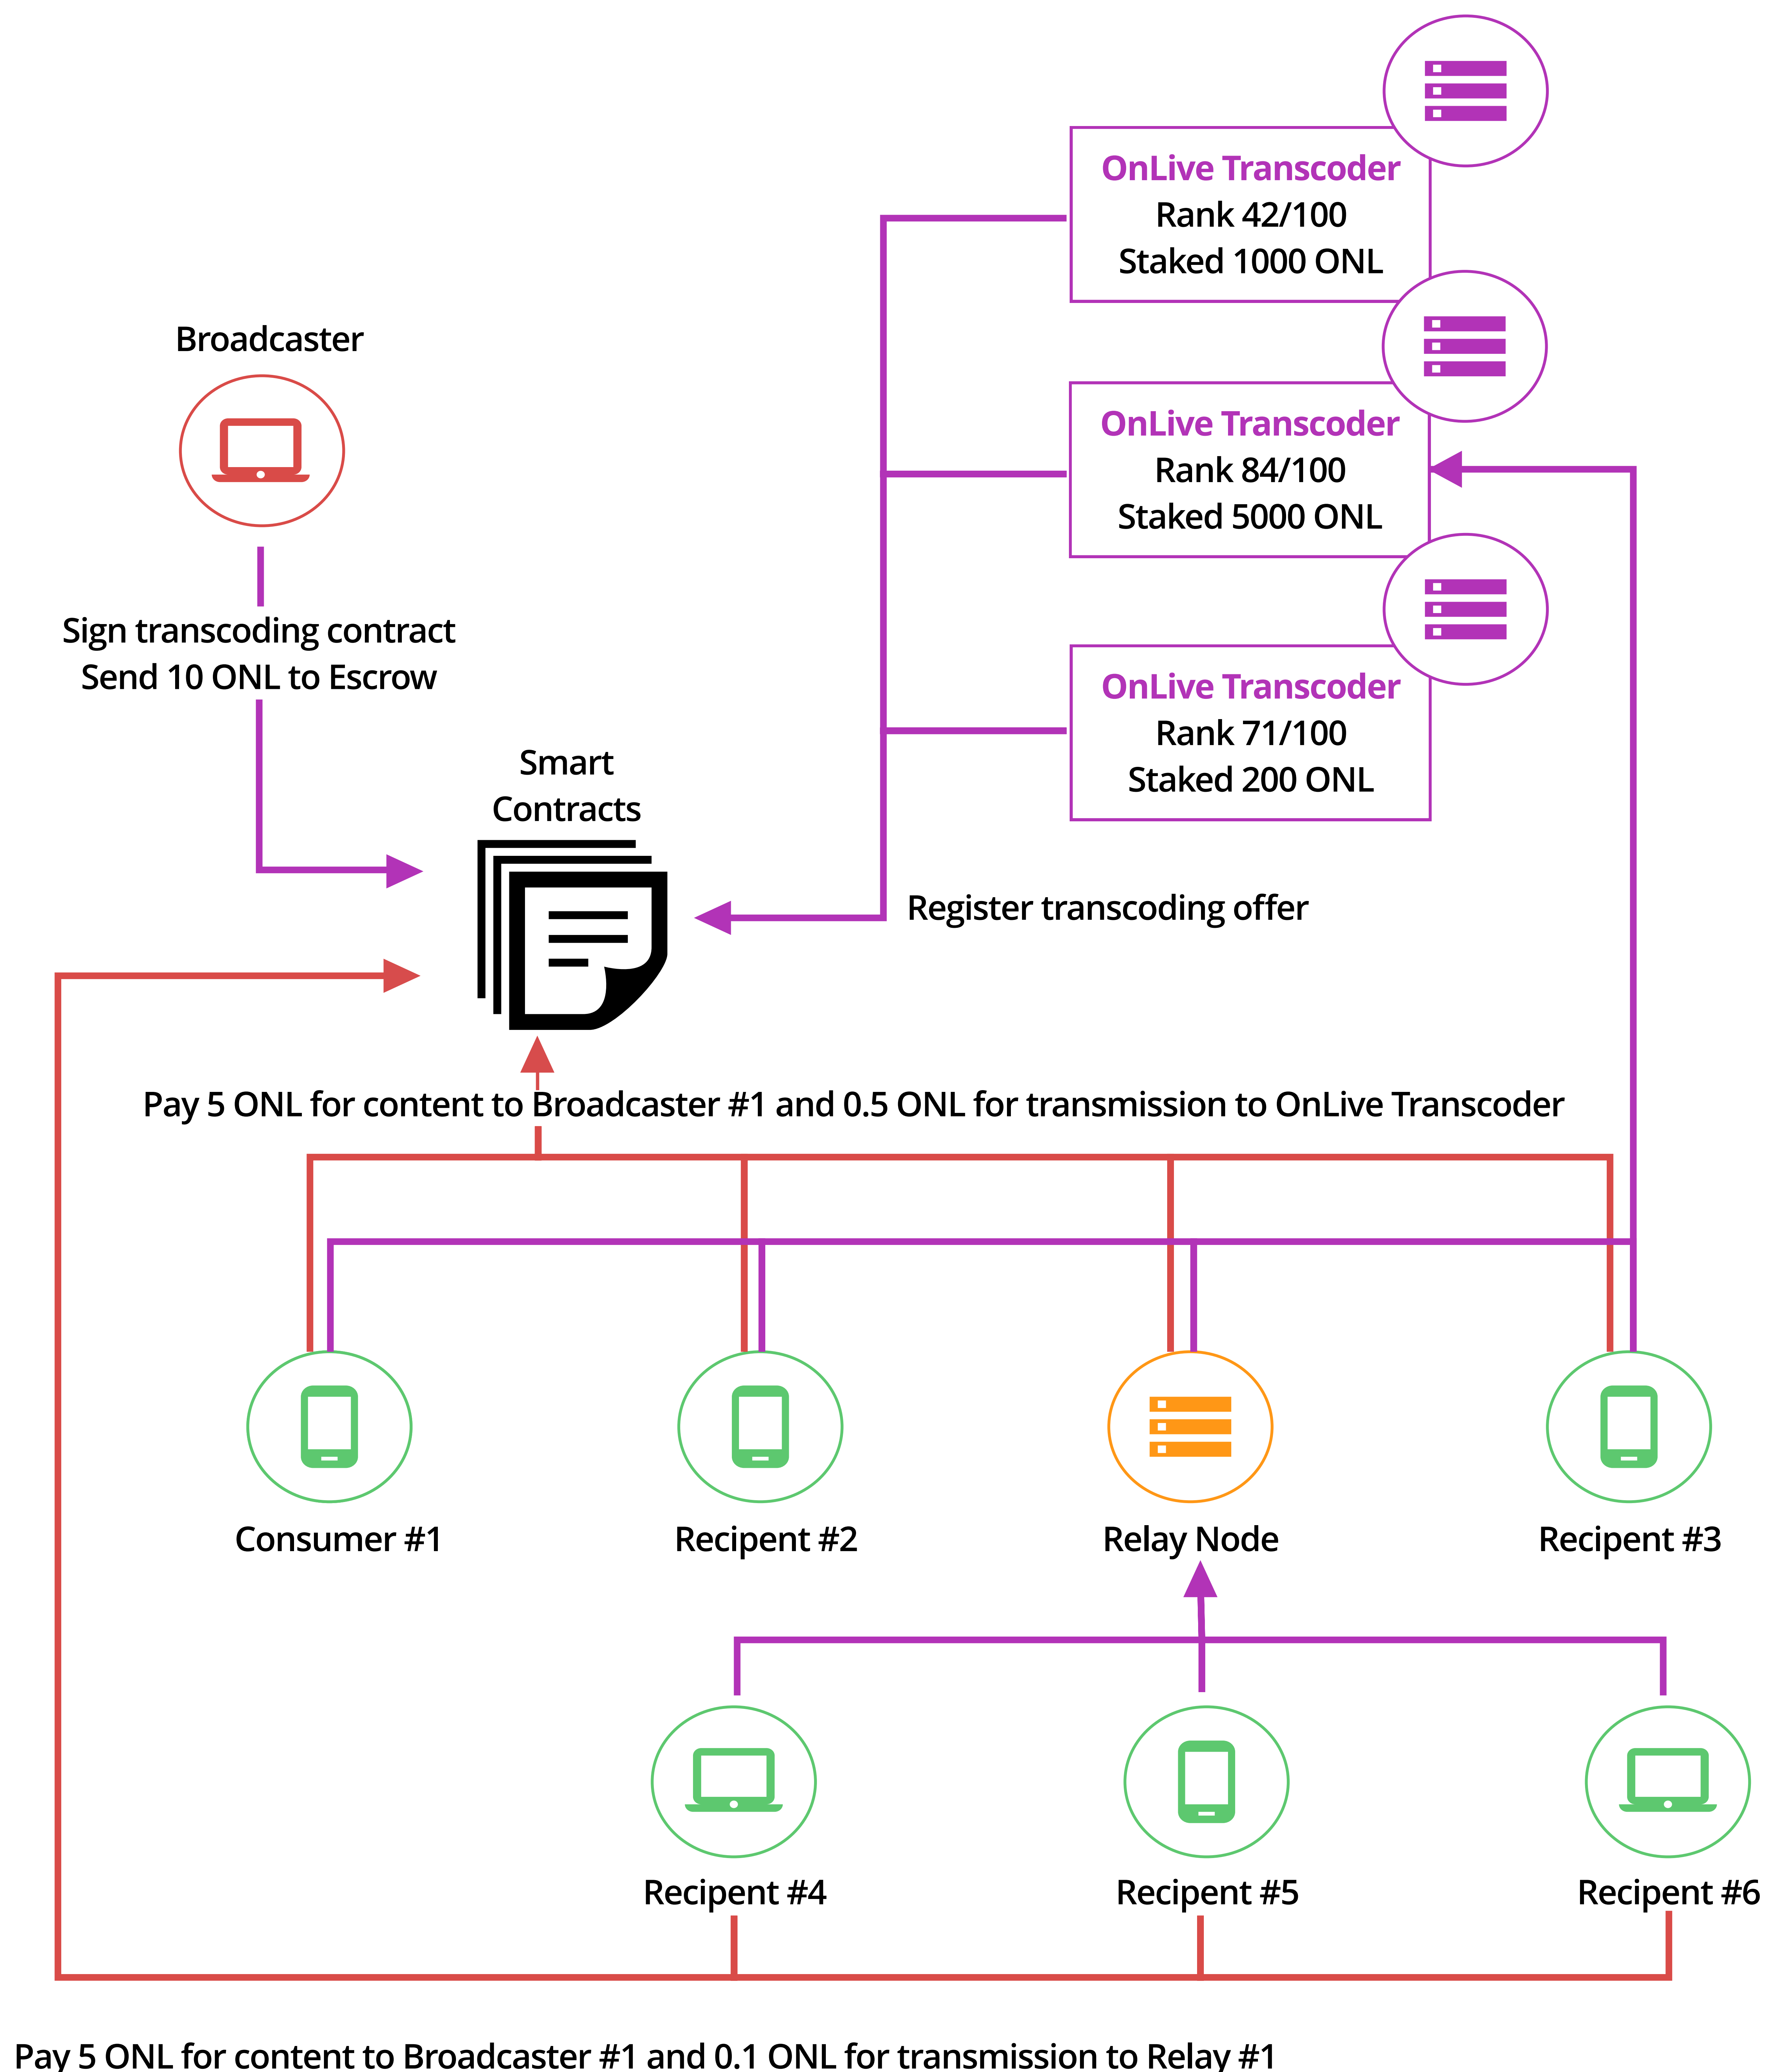 OnLive Transcoder
Rank 42/100
Staked 1000 ONL
Broadcaster
OnLive Transcoder
Rank 84/100
Staked 5000 ONL
Sign transcoding contract
Send 10 ONL to Escrow
OnLive Transcoder
Rank 71/100
Staked 200 ONL
Smart
Contracts
Register transcoding offer
Pay 5 ONL for content to Broadcaster #1 and 0.5 ONL for transmission to OnLive Transcoder
Consumer #1
Recipent #2
Relay Node
Recipent #3
Recipent #4
Recipent #5
Recipent #6
Pay 5 ONL for content to Broadcaster #1 and 0.1 ONL for transmission to Relay #1